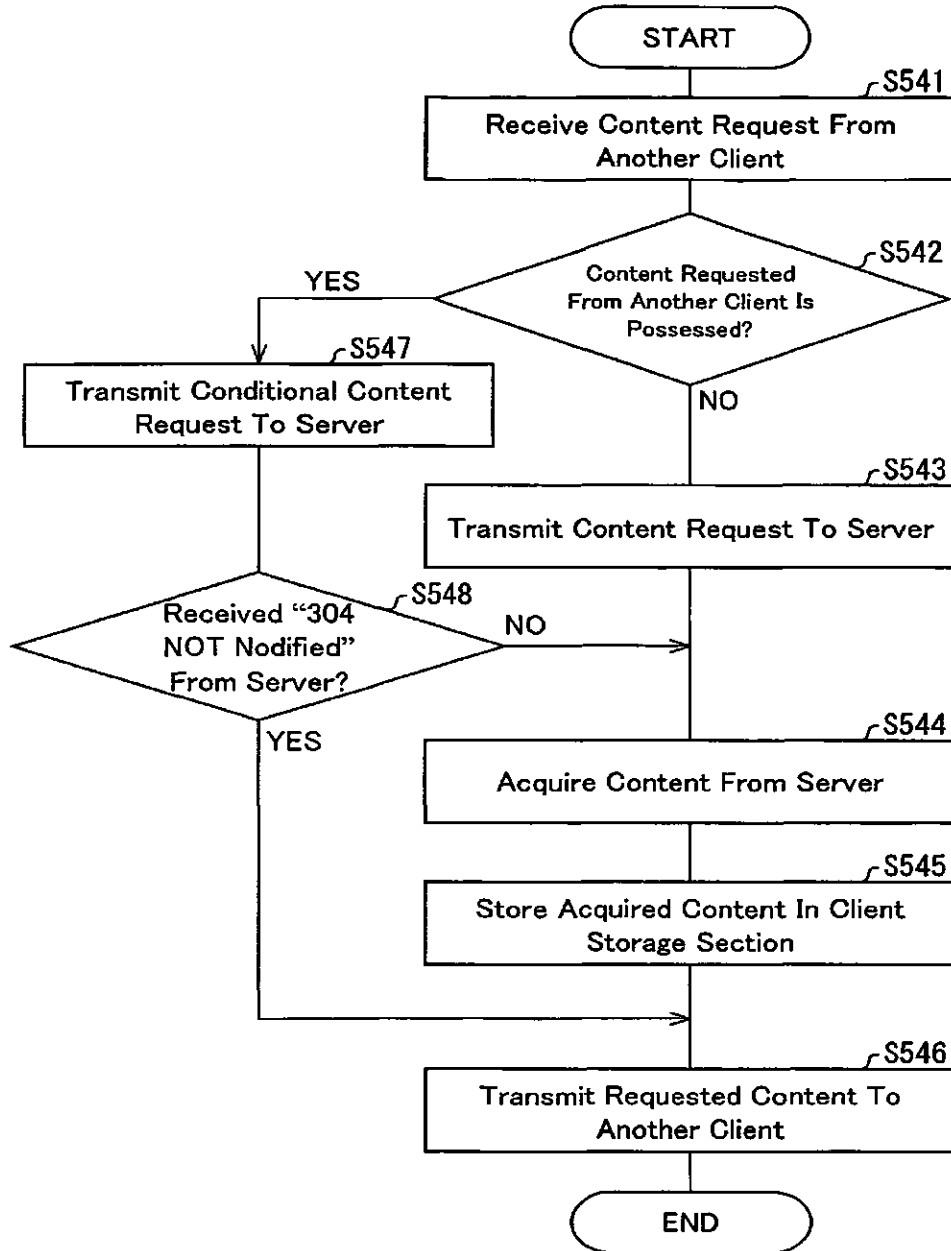 START
S541
Receive Content Request From
Another Client
S542
Content Requested
From Another Client Is
Possessed?
YES
NO
S547
Transmit Conditional Content
Request To Server
S543
Transmit Content Request To Server
S548
Received “304
NOT Nodified”
From Server?
NO
YES
S544
Acquire Content From Server
S545
Store Acquired Content In Client
Storage Section
S546
Transmit Requested Content To
Another Client
END